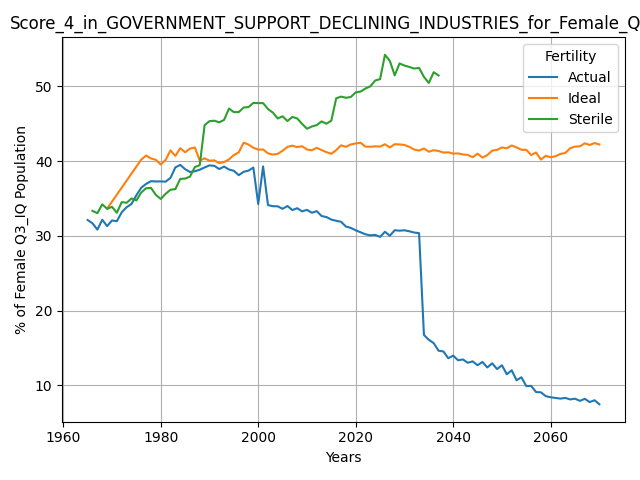 Score_4_in_GOVERNMENT_SUPPORT_DECLINING_INDUSTRIES_for_Female_Q
% of Female Q3_IQ Population
50
40
30
20
10
Fertility
Actual
Ideal
Sterile
1960
1980
2000
2020
2040
2060
Years